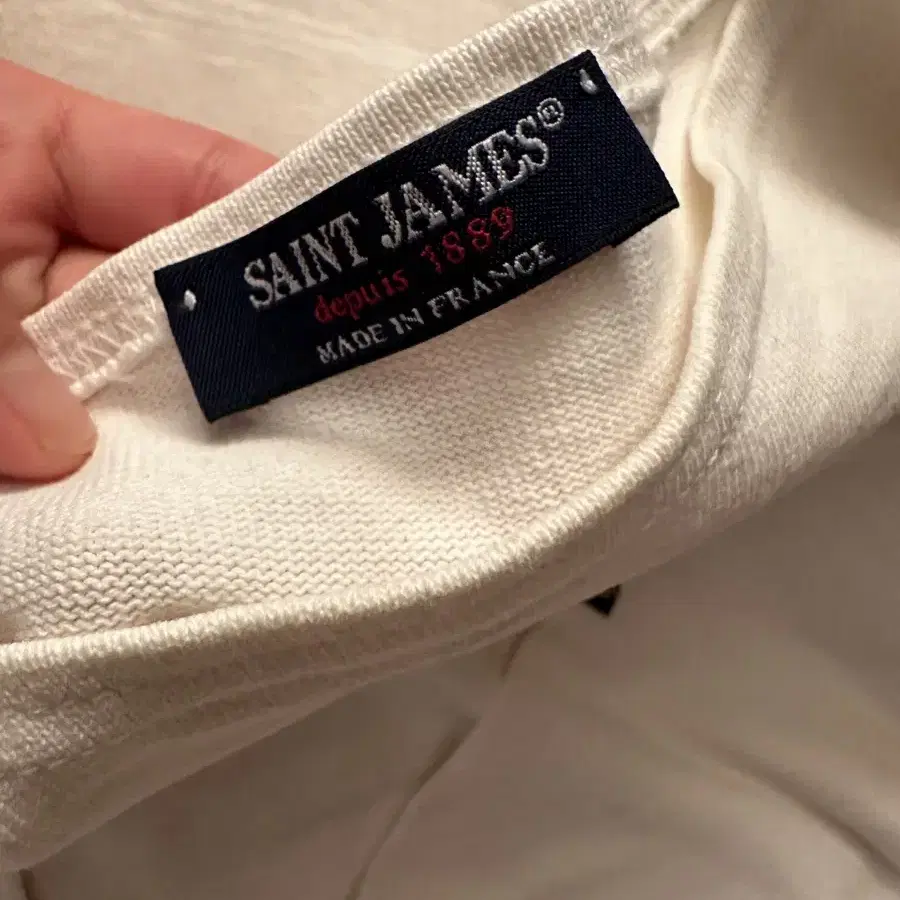 SAINT JAMES®
depuis 1889
MADE IN FRANCE